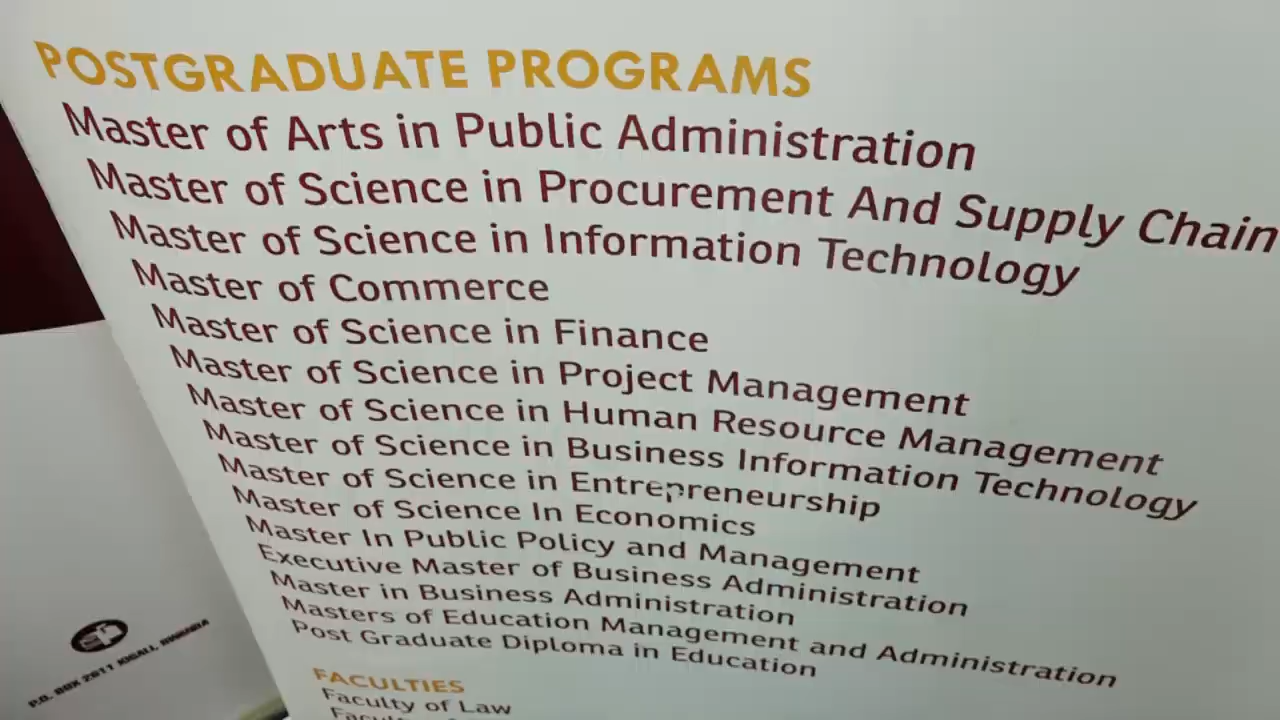 POSTGRADUATE PROGRAMS
Master of Arts in Public Administration
Master of Science in Procurement And Supply Chain
Master of Science in Information Technology
Master of Commerce
Master of Science in Finance
Master of Science in Project Management
Master of Science in Human Resource Management
Master of Science in Business Information Technology
Master of Science in Entrepreneurship
Master of Science In Economics
Master In Public Policy and Management
Executive Master of Business Administration
Master in Business Administration
Masters of Education Management and Administration
Post Graduate Diploma in Education
FACULTIES
Faculty of Law
P.O. BOX 2611 KIGALI, RWANDA